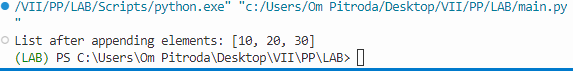 /VII/PP/LAB/Scripts/python.exe" "c:/Users/Om Pitroda/Desktop/VII/PP/LAB/main.py
"
List after appending elements: [10, 20, 30]
(LAB) PS C:\Users\Om Pitroda\Desktop\VII\PP\LAB>